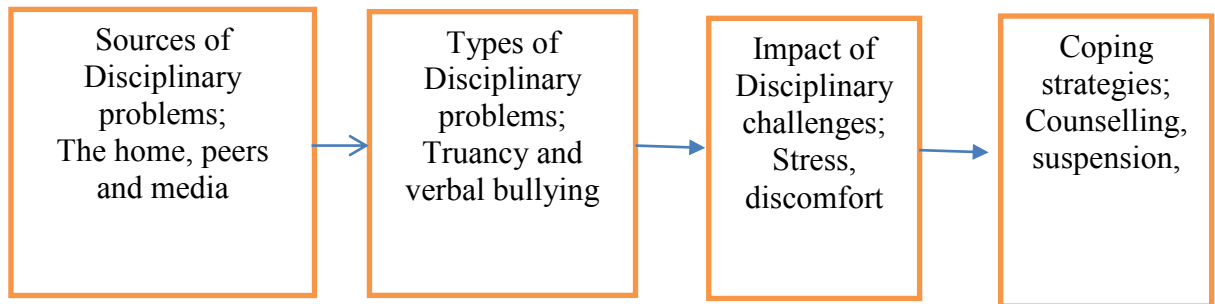 Sources of
Disciplinary
problems;
The home, peers
and media
Types of
Disciplinary
problems;
Truancy and
verbal bullying
Impact of
Disciplinary
challenges;
Stress,
discomfort
Coping
strategies;
Counselling,
suspension,